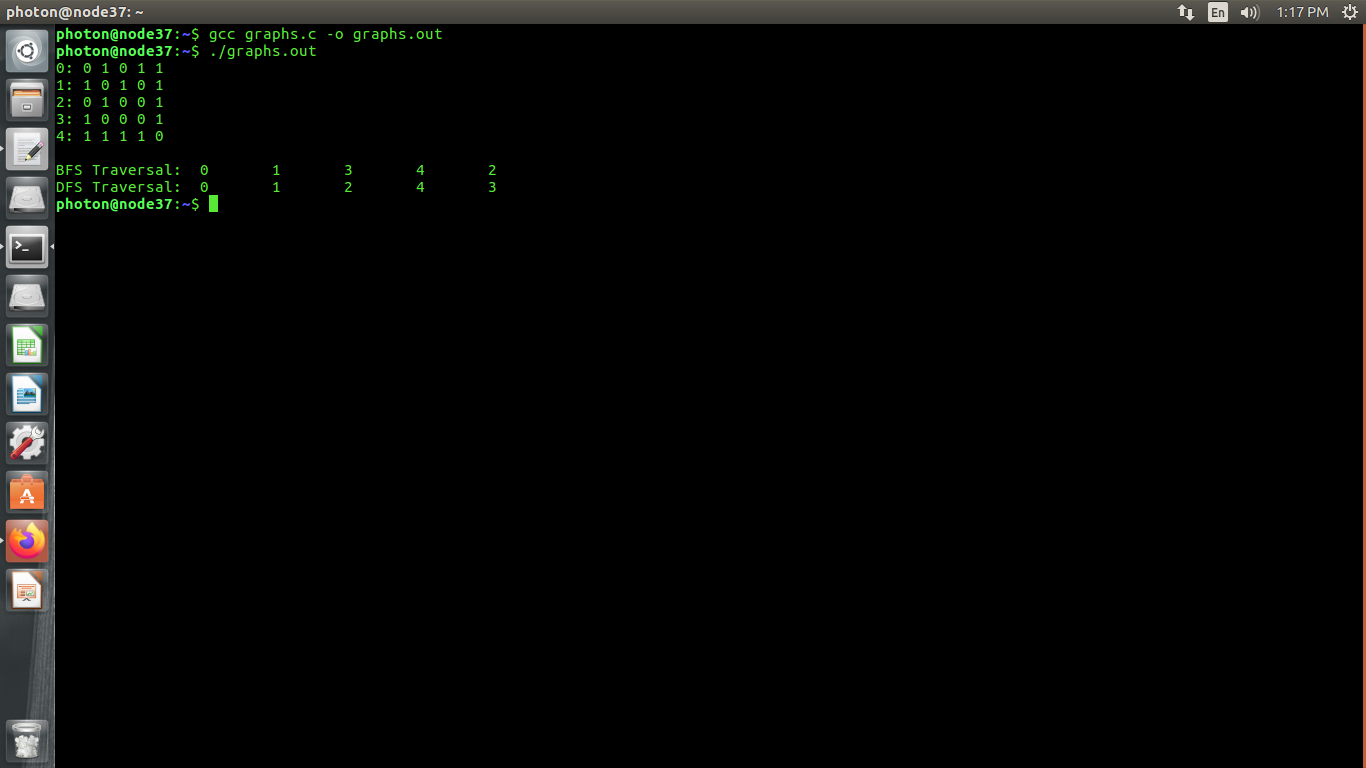 photon@node37: ~
En
1:17 PM
photon@node37:~$ gcc graphs.c -o graphs.out
photon@node37:~$ ./graphs.out
0: 0 1 0 1 1
1: 1 0 1 0 1
2: 0 1 0 0 1
3: 1 0 0 0 1
4: 1 1 1 1 0
BFS Traversal:  0       1       3       4       2
DFS Traversal:  0       1       2       4       3
photon@node37:~$